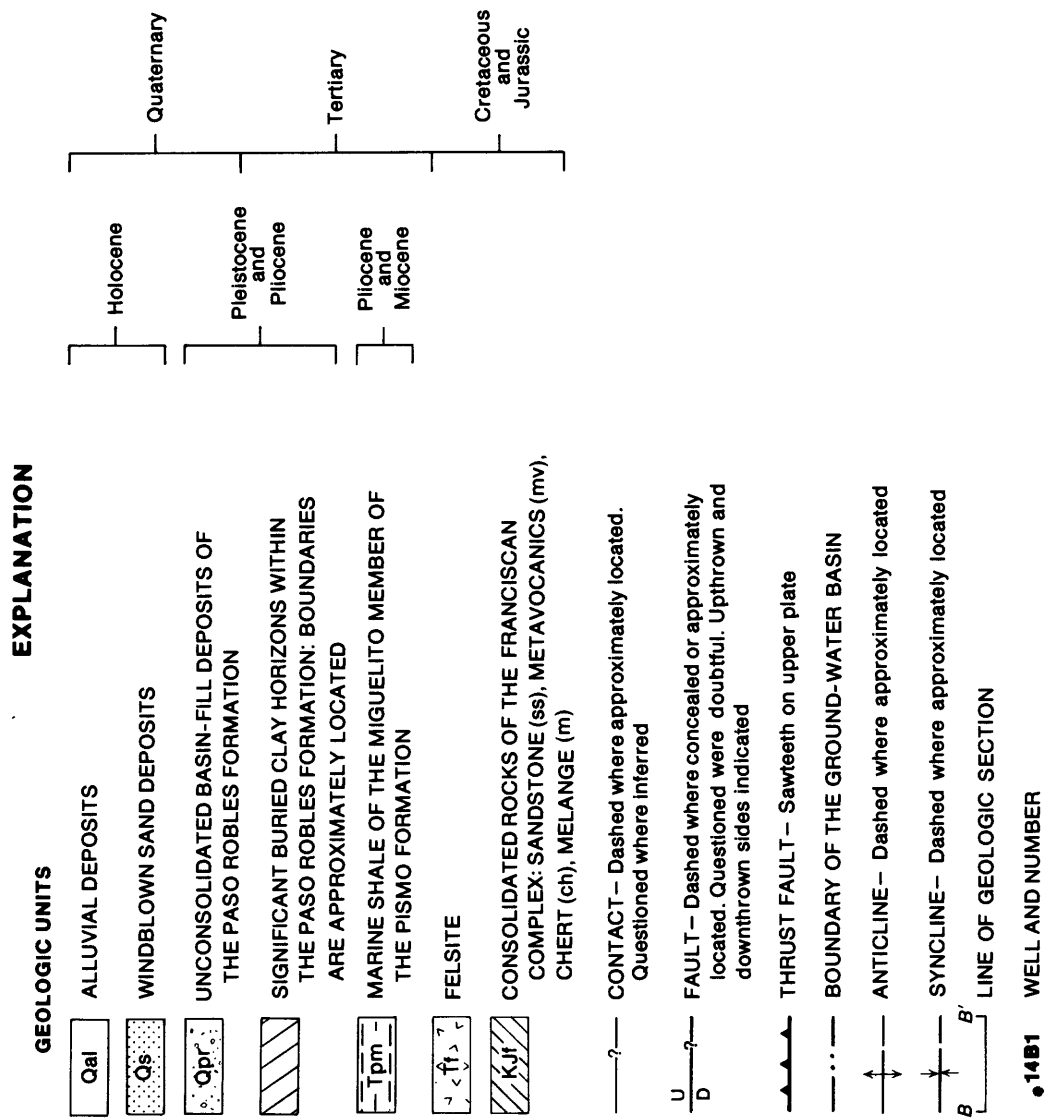 EXPLANATION
GEOLOGIC UNITS
Qal ALLUVIAL DEPOSITS
Qs WINDBLOWN SAND DEPOSITS
Qpr UNCONSOLIDATED BASIN-FILL DEPOSITS OF
THE PASO ROBLES FORMATION
SIGNIFICANT BURIED CLAY HORIZONS WITHIN
THE PASO ROBLES FORMATION: BOUNDARIES
ARE APPROXIMATELY LOCATED
Tpm MARINE SHALE OF THE MIGUELITO MEMBER OF
THE PISMO FORMATION
Tf FELSITE
KJf CONSOLIDATED ROCKS OF THE FRANCISCAN
COMPLEX: SANDSTONE (ss), METAVOCANICS (mv),
CHERT (ch), MELANGE (m)
Holocene
Pleistocene
and
Pliocene
Pliocene
and
Miocene
Quaternary
Tertiary
Cretaceous
and
Jurassic
—?— CONTACT – Dashed where approximately located.
Questioned where inferred
U
D ? FAULT – Dashed where concealed or approximately
located. Questioned were doubtful. Upthrown and
downthrown sides indicated
THRUST FAULT – Sawteeth on upper plate
BOUNDARY OF THE GROUND-WATER BASIN
ANTICLINE – Dashed where approximately located
SYNCLINE – Dashed where approximately located
B B' LINE OF GEOLOGIC SECTION
14B1 WELL AND NUMBER